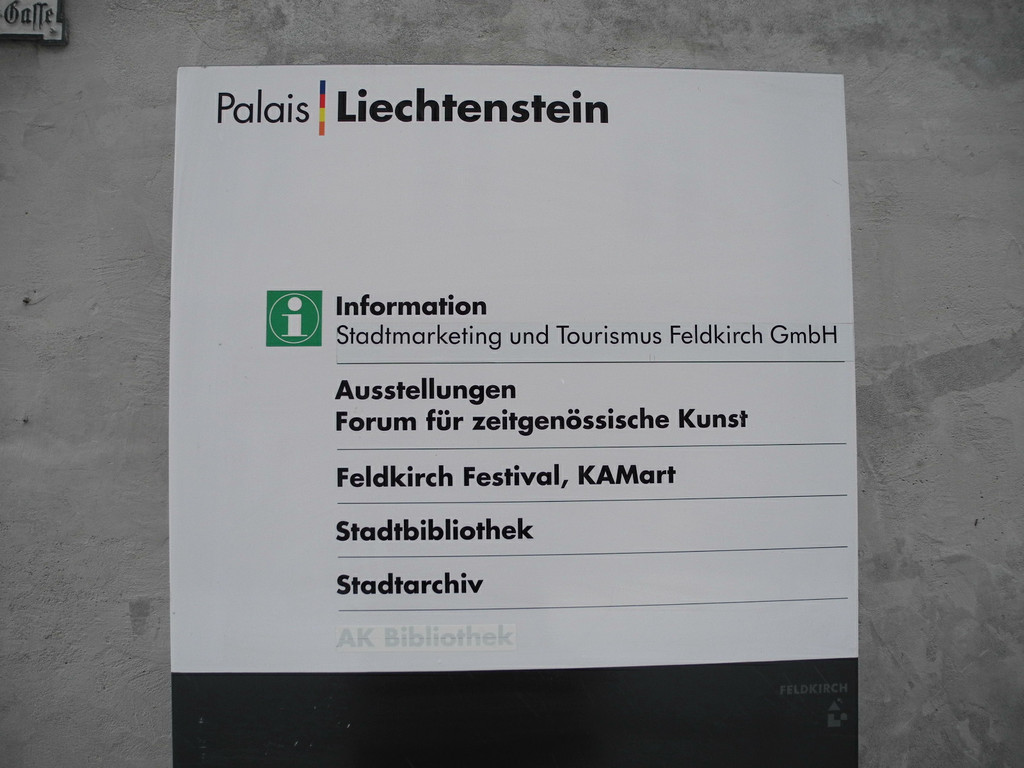 Gasse
Palais Liechtenstein
i Information
Stadtmarketing und Tourismus Feldkirch GmbH
Ausstellungen
Forum für zeitgenössische Kunst
Feldkirch Festival, KAMart
Stadtbibliothek
Stadtarchiv
AK Bibliothek
FELDKIRCH